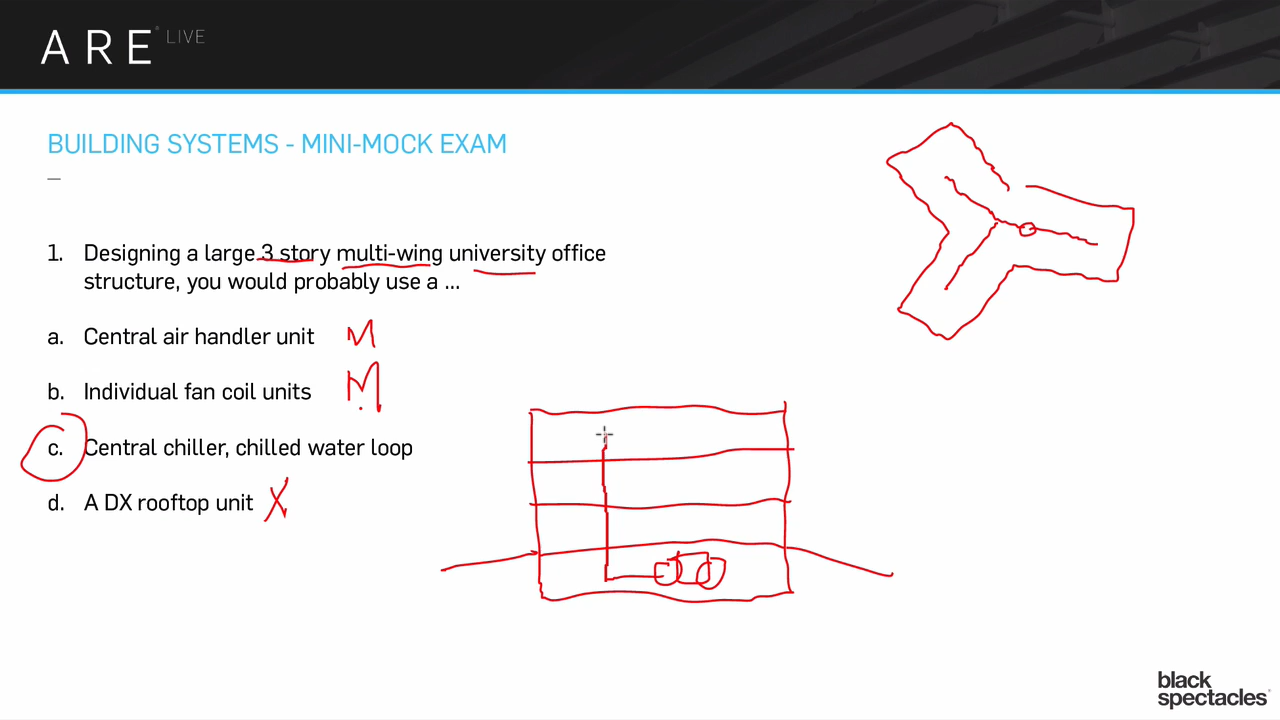 ARE® LIVE
BUILDING SYSTEMS - MINI-MOCK EXAM
1. Designing a large 3 story multi-wing university office
structure, you would probably use a ...
a. Central air handler unit M
b. Individual fan coil units M
c. Central chiller, chilled water loop
d. A DX rooftop unit X
black
spectacles®